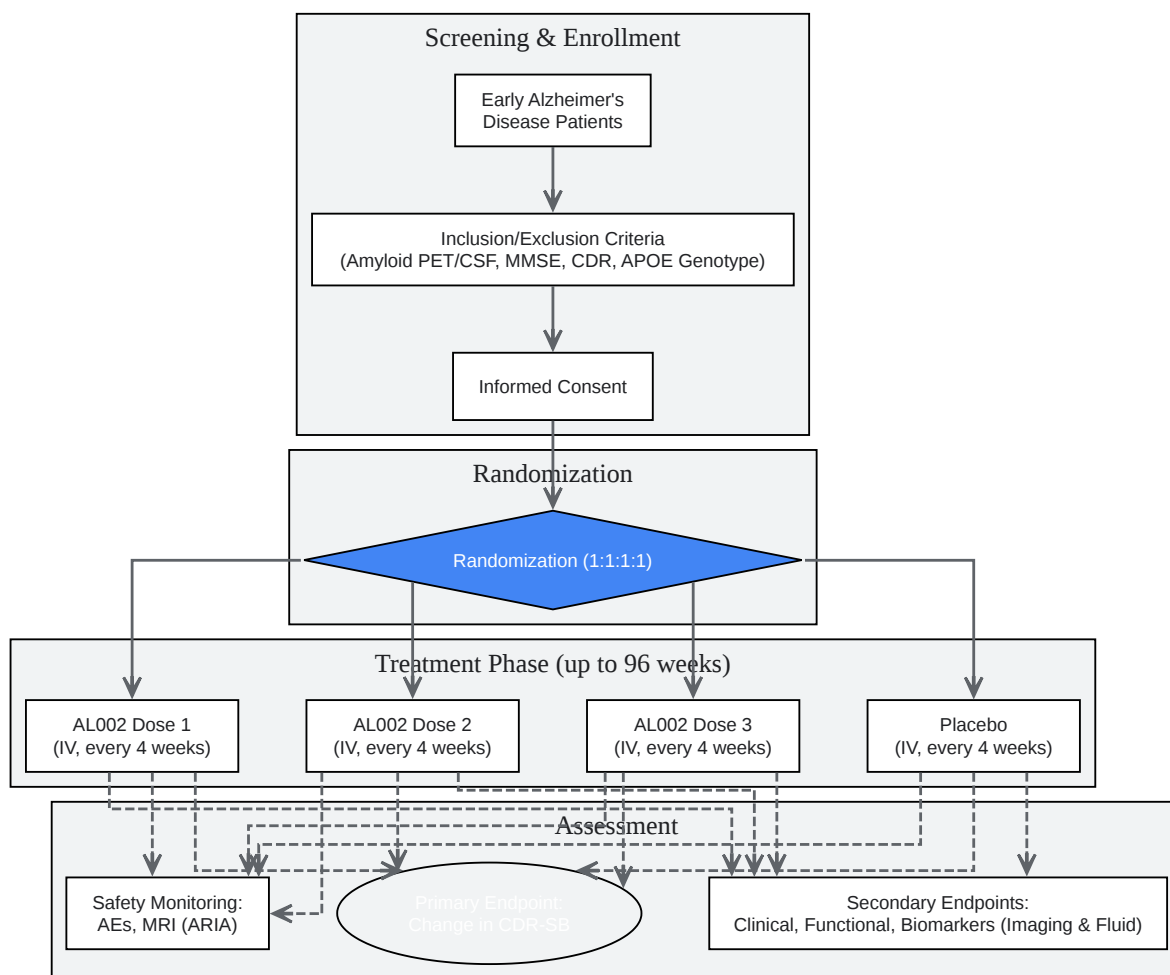 Screening & Enrollment
Early Alzheimer's
Disease Patients
Inclusion/Exclusion Criteria
(Amyloid PET/CSF, MMSE, CDR, APOE Genotype)
Informed Consent
Randomization
Randomization (1:1:1:1)
Treatment Phase (up to 96 weeks)
AL002 Dose 1
(IV, every 4 weeks)
AL002 Dose 2
(IV, every 4 weeks)
AL002 Dose 3
(IV, every 4 weeks)
Placebo
(IV, every 4 weeks)
Assessment
Safety Monitoring:
AEs, MRI (ARIA)
Primary Endpoint:
Change in CDR-SB
Secondary Endpoints:
Clinical, Functional, Biomarkers (Imaging & Fluid)